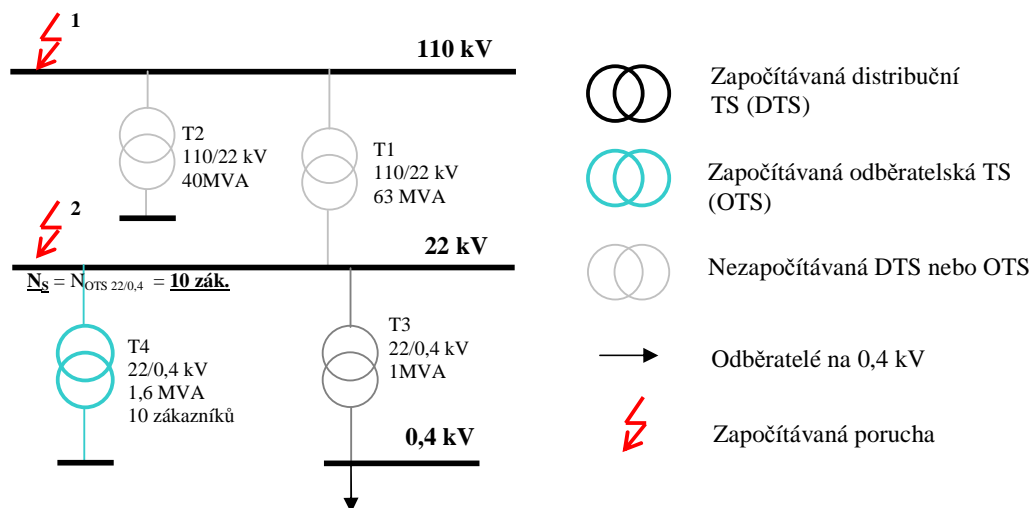 1
110 kV
T2
110/22 kV
40MVA
T1
110/22 kV
63 MVA
2
22 kV
NS = NOTS 22/0,4 = 10 zák.
T4
22/0,4 kV
1,6 MVA
10 zákazníků
T3
22/0,4 kV
1MVA
0,4 kV
Započítávaná distribuční
TS (DTS)
Započítávaná odběratelská TS
(OTS)
Nezapočítávaná DTS nebo OTS
Odběratelé na 0,4 kV
Započítávaná porucha